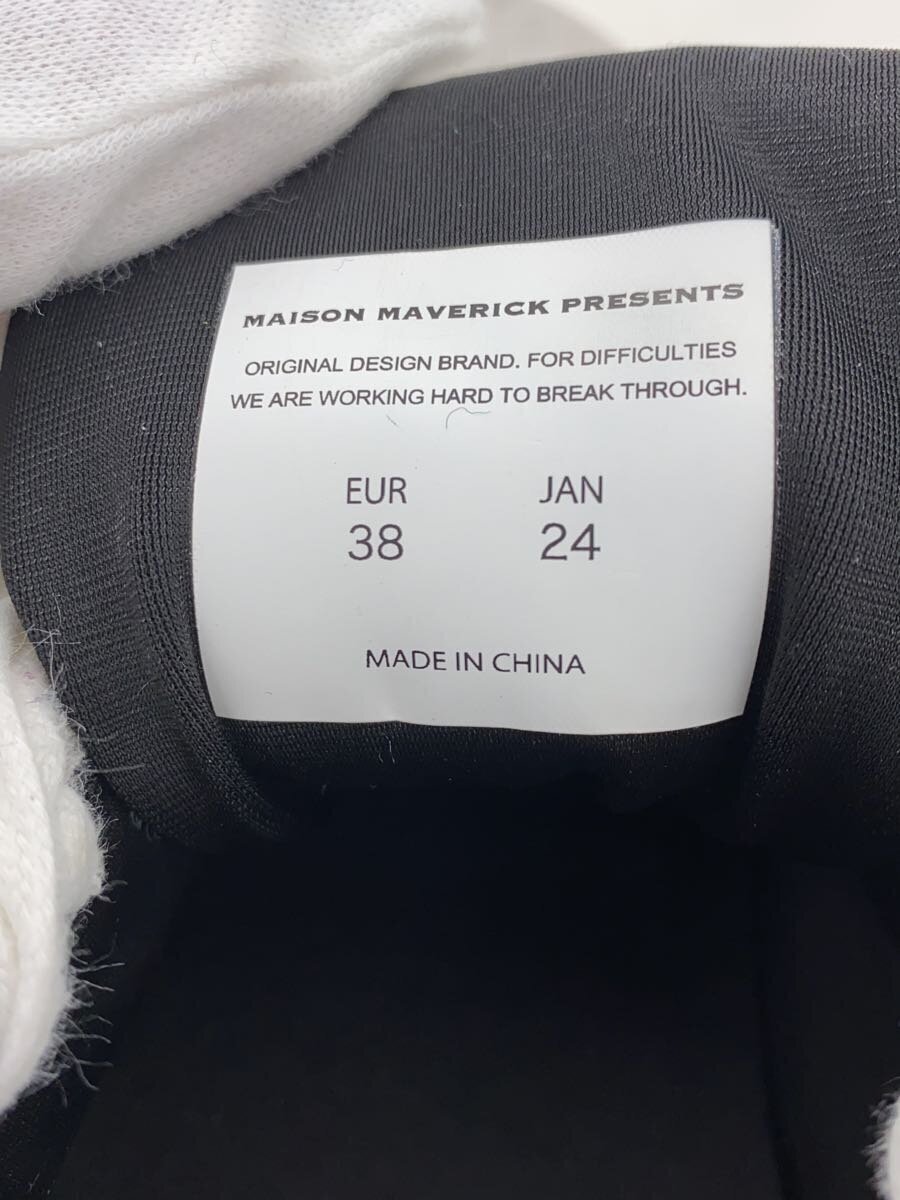 MAISON MAVERICK PRESENTS
ORIGINAL DESIGN BRAND. FOR DIFFICULTIES
WE ARE WORKING HARD TO BREAK THROUGH.
EUR JAN
38 24
MADE IN CHINA